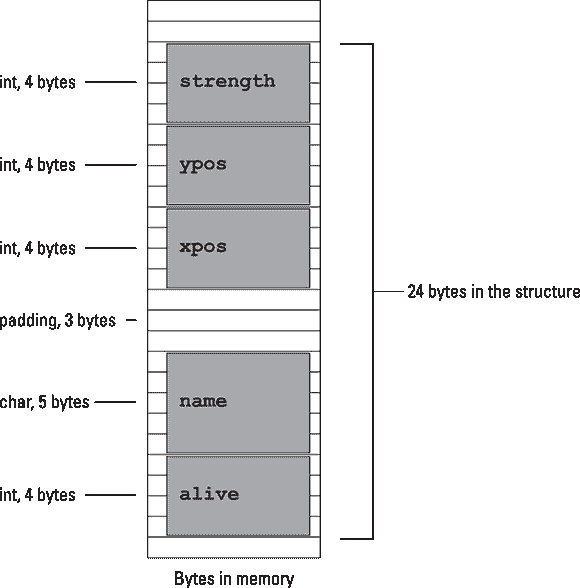 int, 4 bytes
strength
int, 4 bytes
ypos
int, 4 bytes
xpos
24 bytes in the structure
padding, 3 bytes
char, 5 bytes
name
int, 4 bytes
alive
Bytes in memory